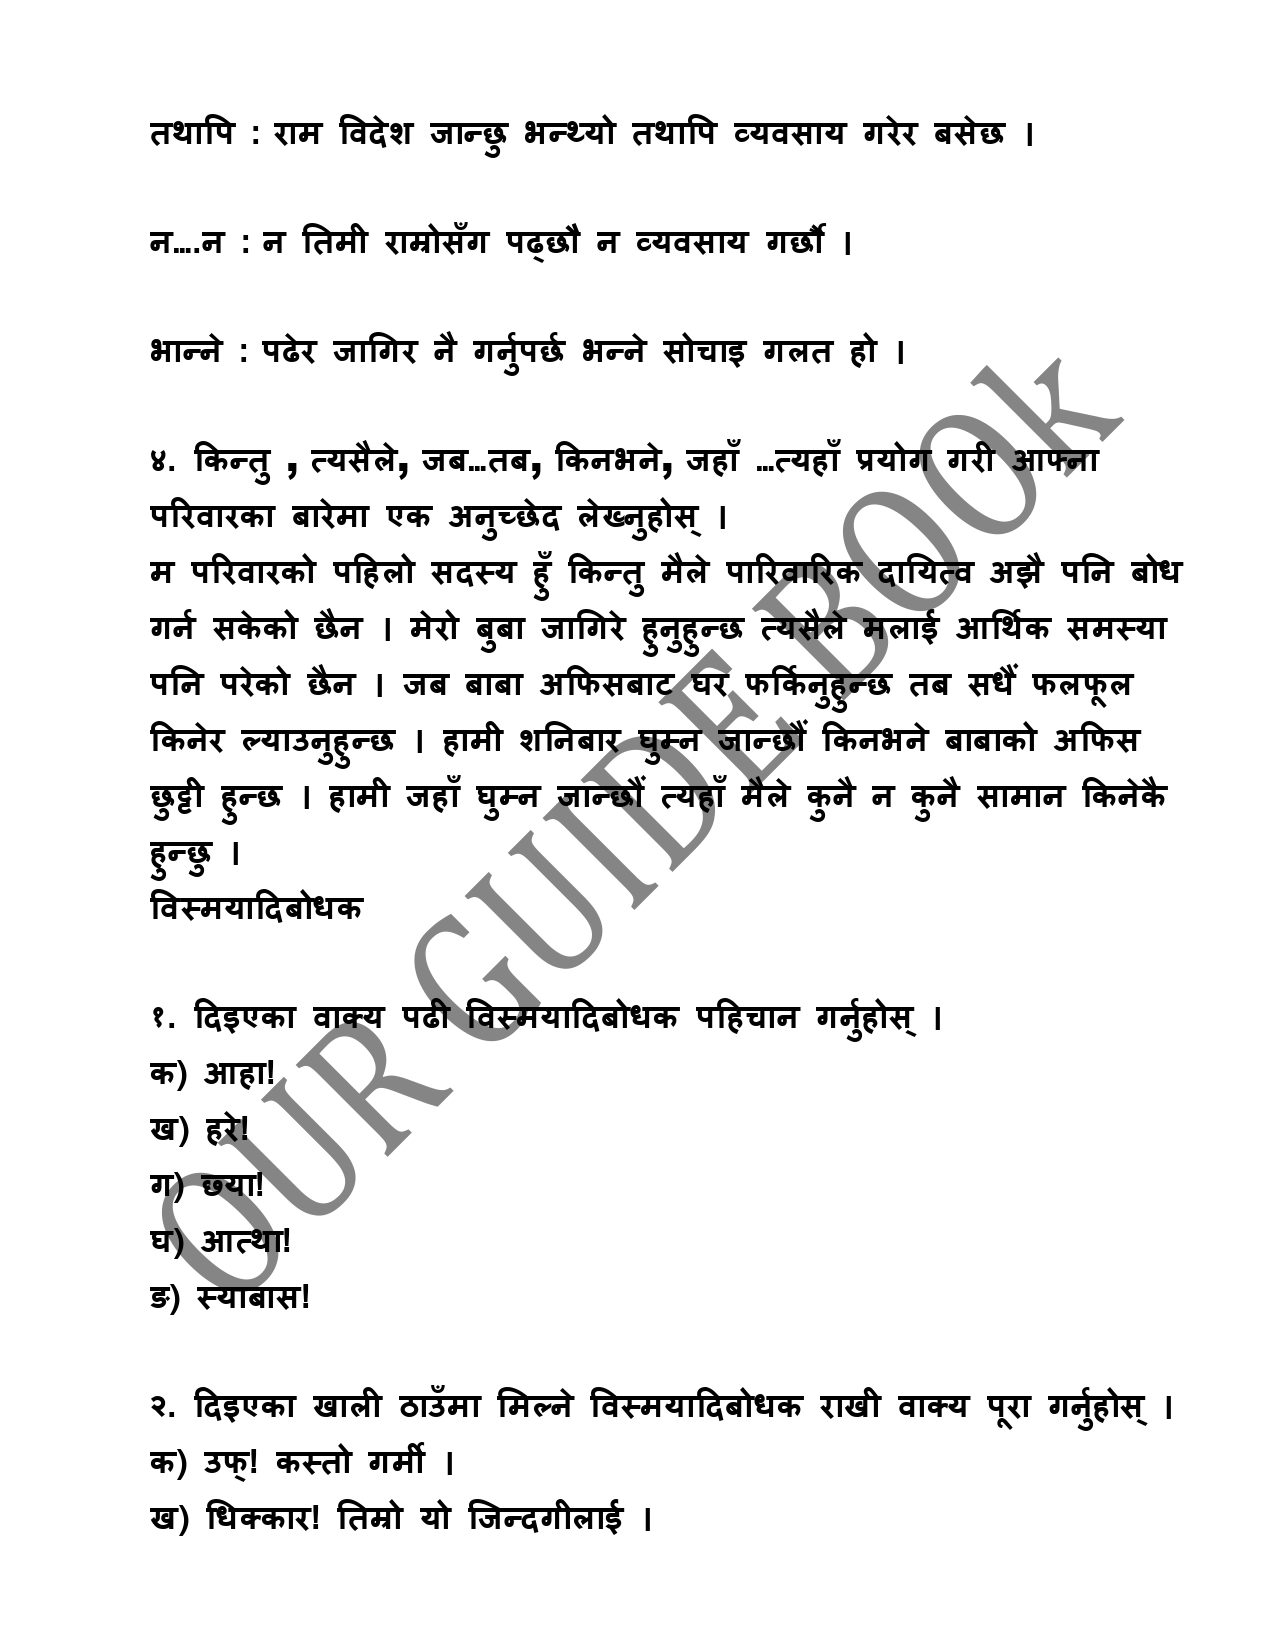 तथापि : राम विदेश जान्छु भन्थ्यो तथापि व्यवसाय गरेर बसेछ ।
न....न : न तिमी राम्रोसँग पढ्छौ न व्यवसाय गर्छौ ।
भान्ने : पढेर जागिर नै गर्नुपर्छ भन्ने सोचाइ गलत हो ।
४. किन्तु , त्यसैले, जब...तब, किनभने, जहाँ ...त्यहाँ प्रयोग गरी आफ्ना
परिवारका बारेमा एक अनुच्छेद लेख्नुहोस् ।
म परिवारको पहिलो सदस्य हुँ किन्तु मैले पारिवारिक दायित्व अझै पनि बोध
गर्न सकेको छैन । मेरो बुबा जागिरे हुनुहुन्छ त्यसैले मलाई आर्थिक समस्या
पनि परेको छैन । जब बाबा अफिसबाट घर फर्किनुहुन्छ तब सधैं फलफूल
किनेर ल्याउनुहुन्छ । हामी शनिबार घुम्न जान्छौं किनभने बाबाको अफिस
छुट्टी हुन्छ । हामी जहाँ घुम्न जान्छौं त्यहाँ मैले कुनै न कुनै सामान किनेकै
हुन्छु ।
विस्मयादिबोधक
१. दिइएका वाक्य पढी विस्मयादिबोधक पहिचान गर्नुहोस् ।
क) आहा!
ख) हरे!
ग) छ्या!
घ) आत्था!
ङ) स्याबास!
२. दिइएका खाली ठाउँमा मिल्ने विस्मयादिबोधक राखी वाक्य पूरा गर्नुहोस् ।
क) उफ्! कस्तो गर्मी ।
ख) धिक्कार! तिम्रो यो जिन्दगीलाई ।
OUR GUIDE BOOk